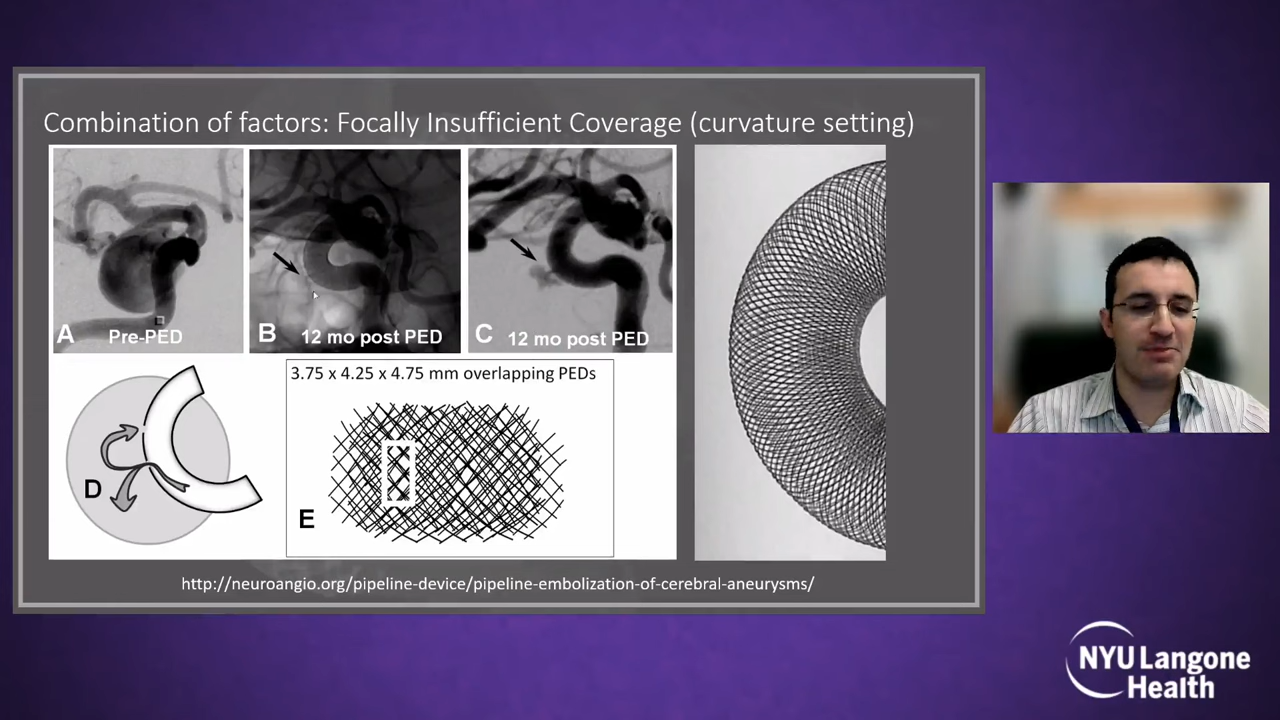 Combination of factors: Focally Insufficient Coverage (curvature setting)
A Pre-PED
B 12 mo post PED
C 12 mo post PED
3.75 x 4.25 x 4.75 mm overlapping PEDs
D
E
http://neuroangio.org/pipeline-device/pipeline-embolization-of-cerebral-aneurysms/
NYU Langone
Health